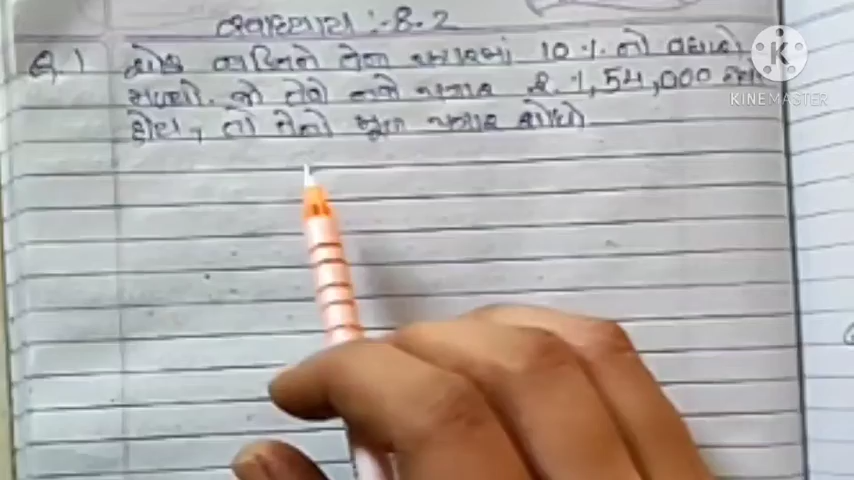 સ્વાધ્યાય :- 8.2
Q.1 કોઈ વ્યક્તિને તેના પગારમાં 10 % નો વધારો
મળ્યો. જો તેનો નવો પગાર રૂ. 1,54,000
હોય, તો તેનો મૂળ પગાર શોધો
KINEMASTER